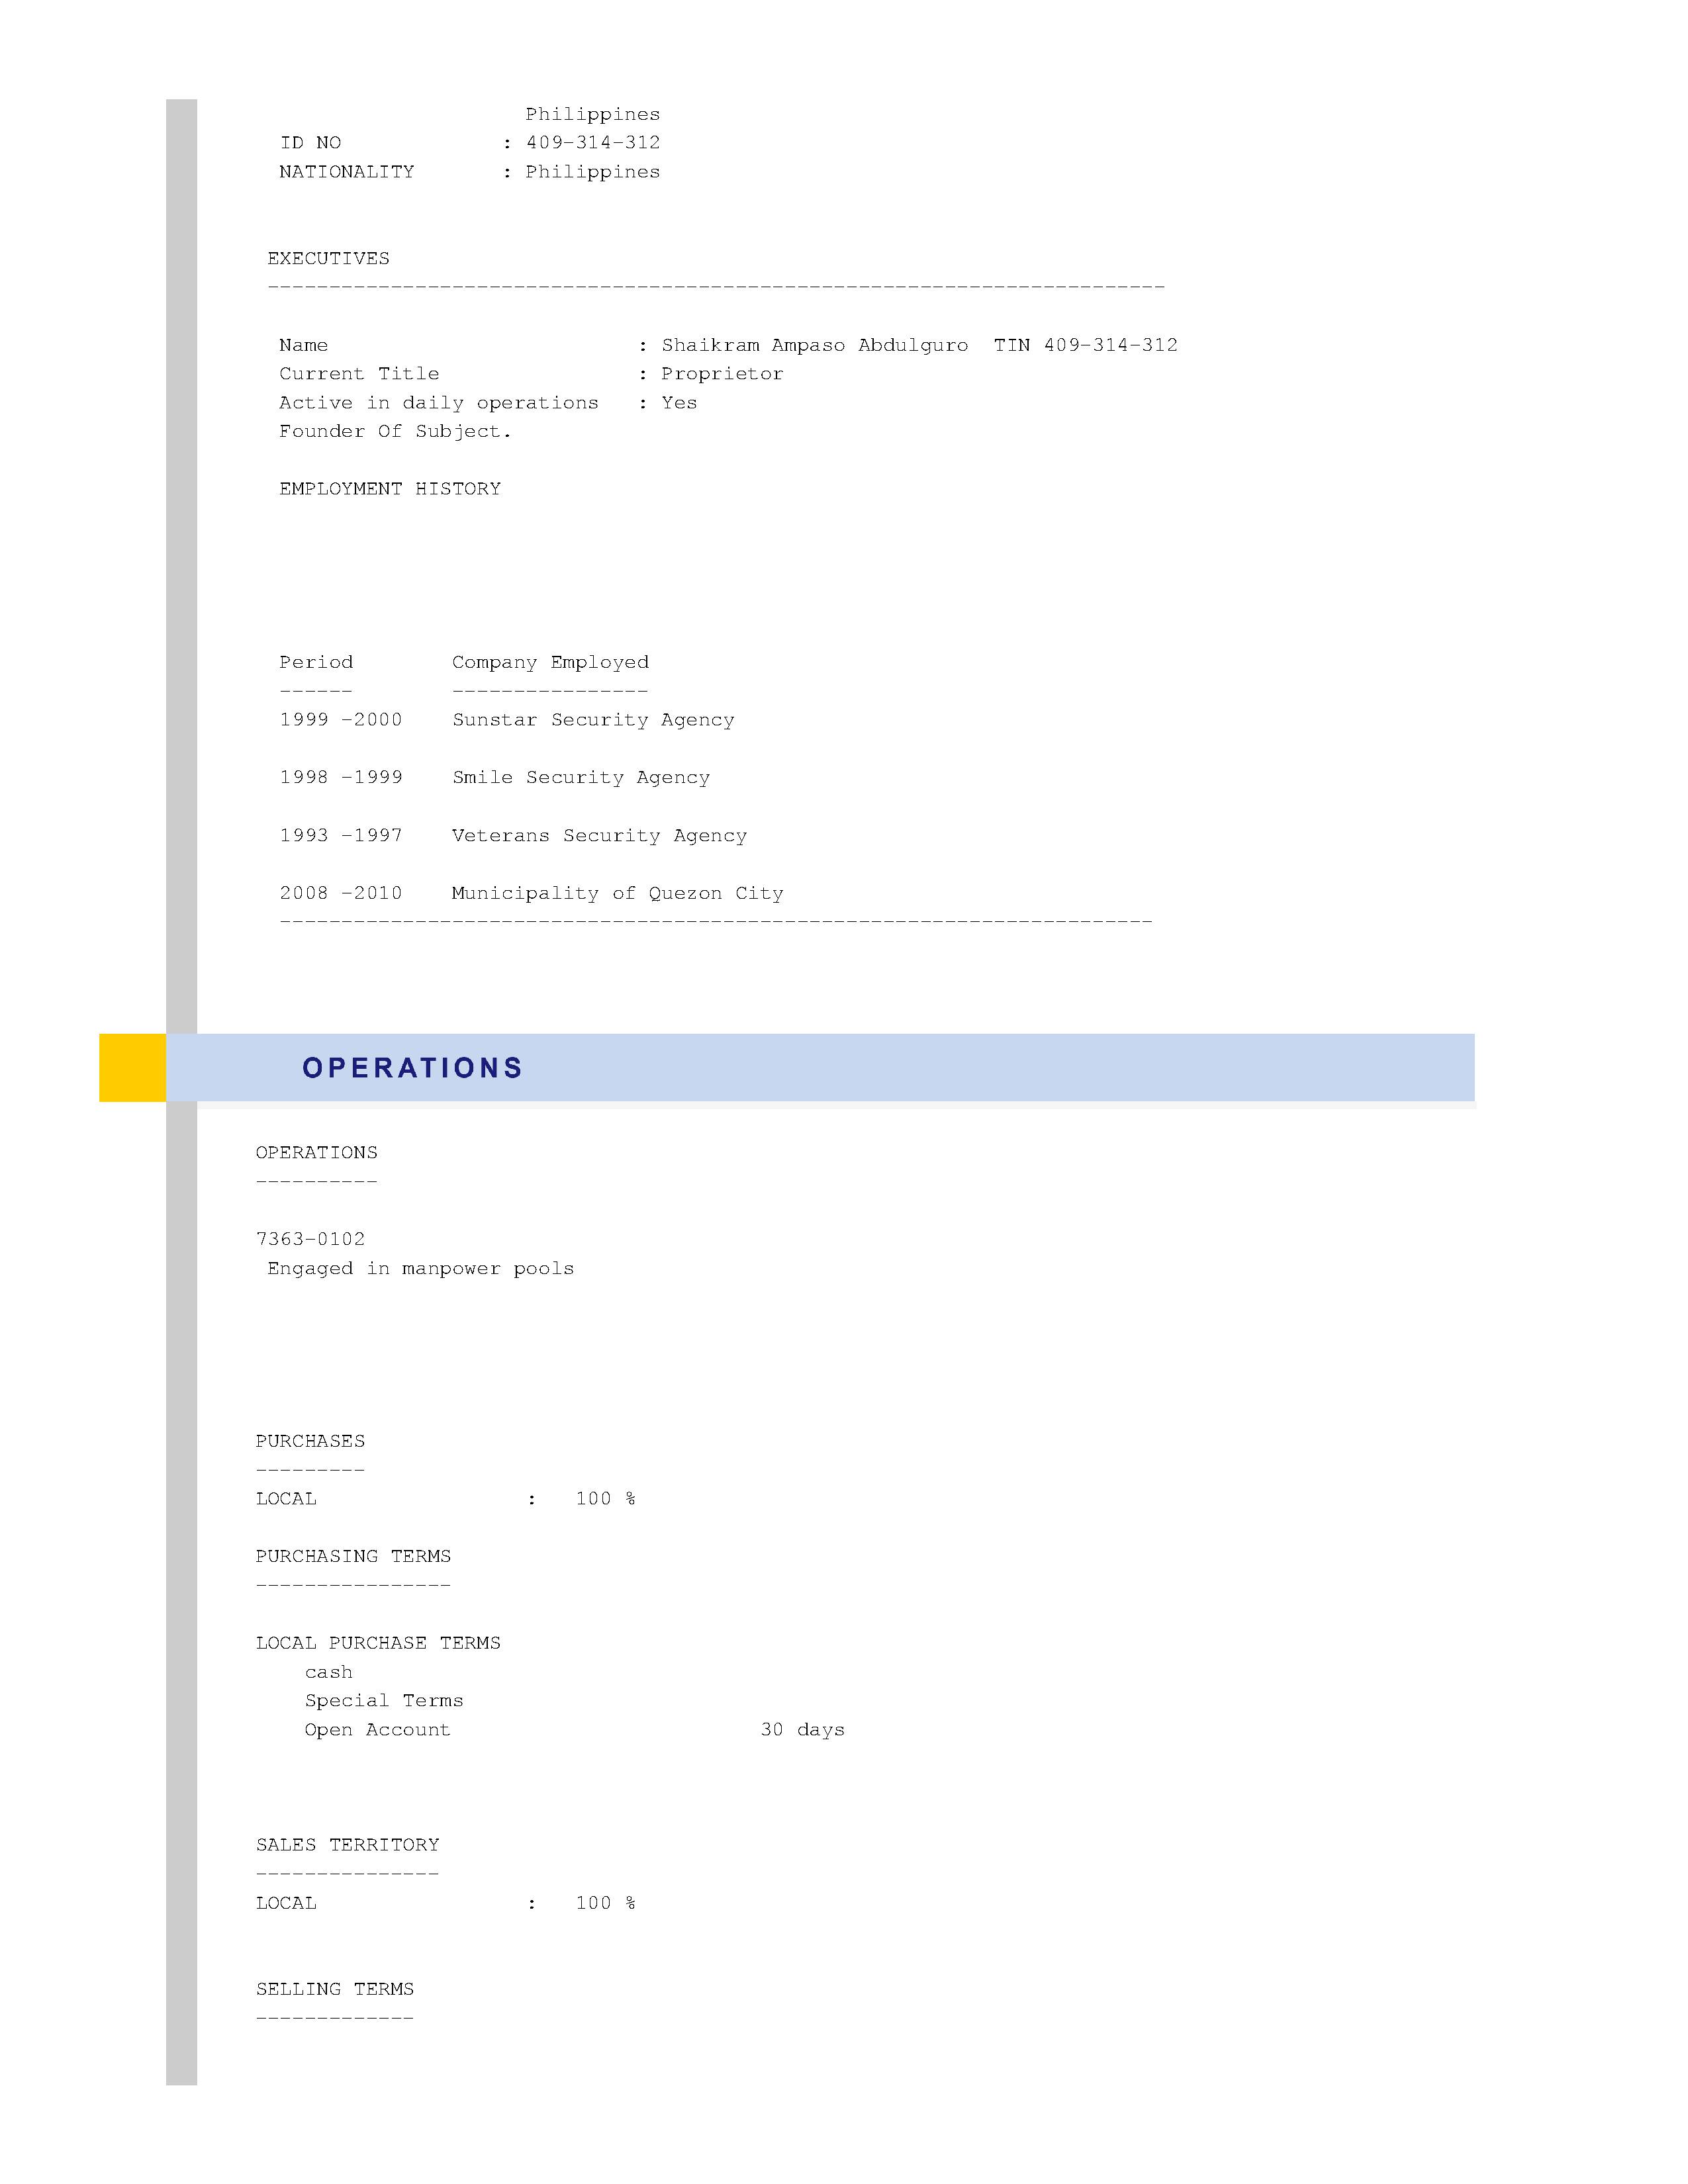 Philippines
ID NO : 409-314-312
NATIONALITY : Philippines
EXECUTIVES
-------------------------------------------------------------------------
Name : Shaikram Ampaso Abdulguro TIN 409-314-312
Current Title : Proprietor
Active in daily operations : Yes
Founder Of Subject.
EMPLOYMENT HISTORY
Period Company Employed
------ ----------------
1999 -2000 Sunstar Security Agency
1998 -1999 Smile Security Agency
1993 -1997 Veterans Security Agency
2008 -2010 Municipality of Quezon City
-----------------------------------------------------------------------
OPERATIONS
OPERATIONS
----------
7363-0102
Engaged in manpower pools
PURCHASES
---------
LOCAL : 100 %
PURCHASING TERMS
----------------
LOCAL PURCHASE TERMS
cash
Special Terms
Open Account 30 days
SALES TERRITORY
---------------
LOCAL : 100 %
SELLING TERMS
-------------